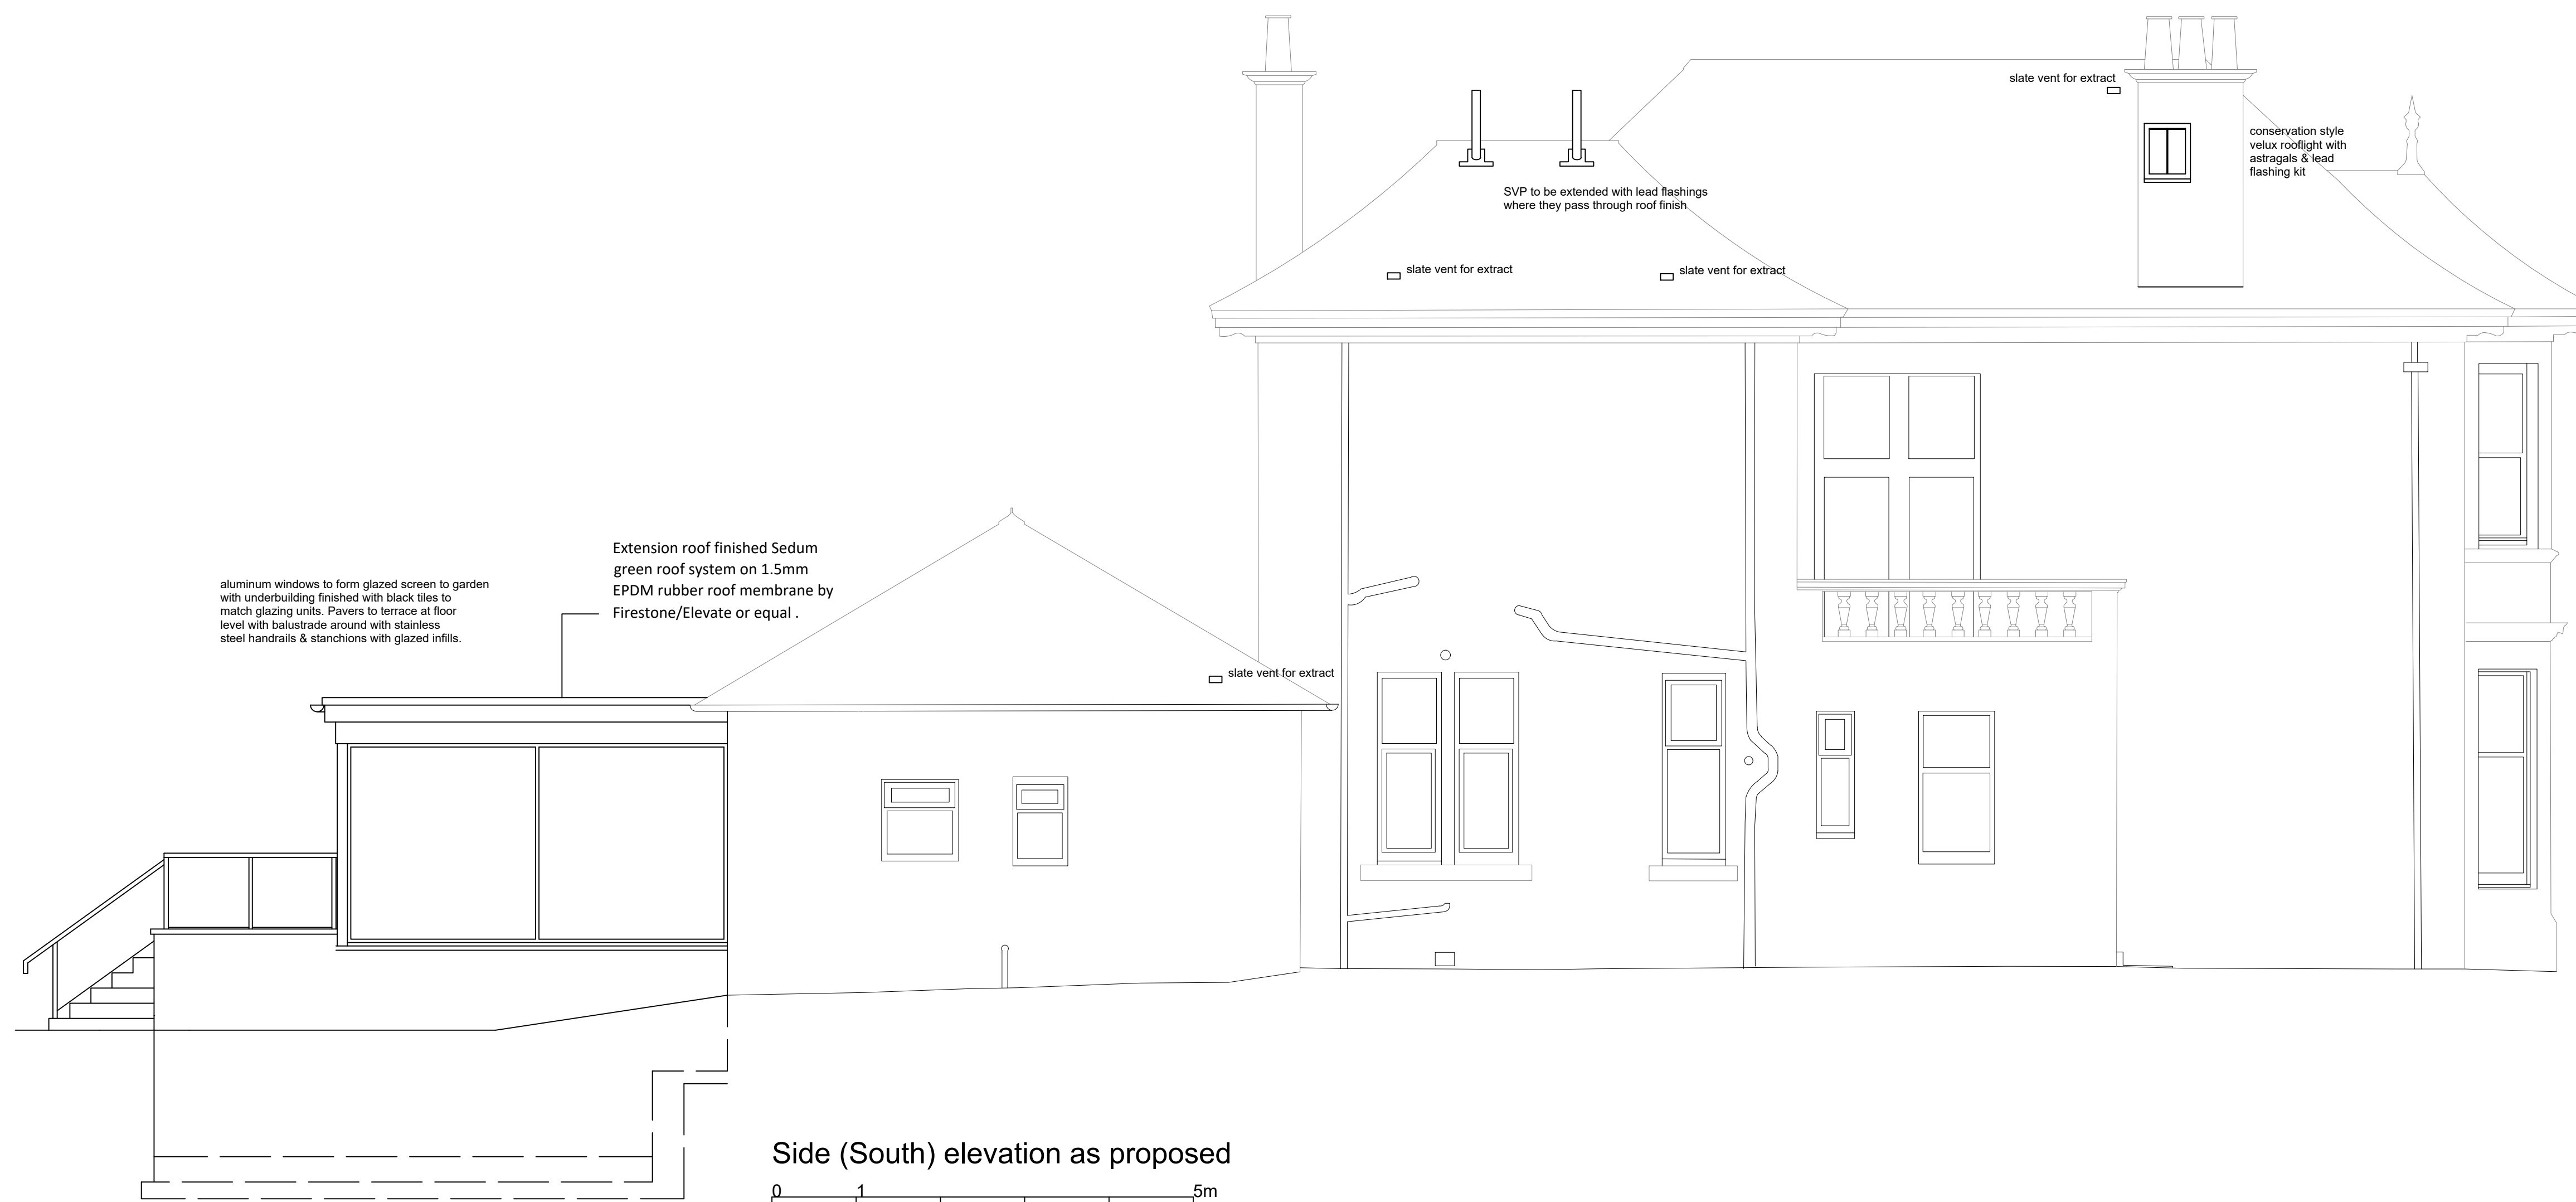 slate vent for extract
conservation style
velux rooflight with
astragals & lead
flashing kit
SVP to be extended with lead flashings
where they pass through roof finish
slate vent for extract
slate vent for extract
Extension roof finished Sedum
green roof system on 1.5mm
EPDM rubber roof membrane by
Firestone/Elevate or equal .
aluminum windows to form glazed screen to garden
with underbuilding finished with black tiles to
match glazing units. Pavers to terrace at floor
level with balustrade around with stainless
steel handrails & stanchions with glazed infills.
slate vent for extract
Side (South) elevation as proposed
0 1 5m